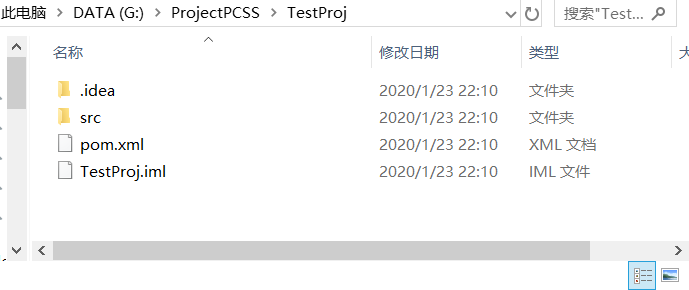 此电脑 > DATA (G:) > ProjectPCSS > TestProj 搜索"Test...
名称 修改日期 类型
.idea 2020/1/23 22:10 文件夹
src 2020/1/23 22:10 文件夹
pom.xml 2020/1/23 22:10 XML 文档
TestProj.iml 2020/1/23 22:10 IML 文件